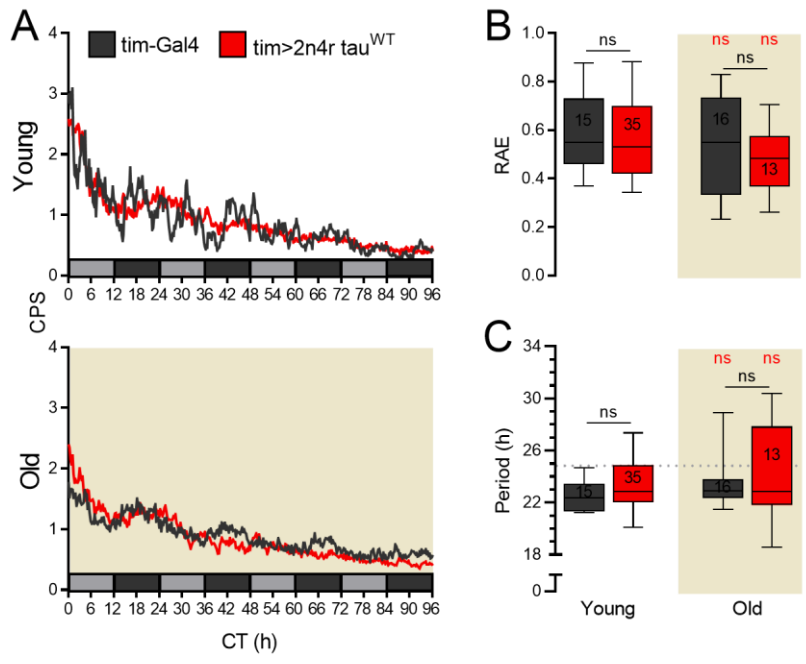 A
tim-Gal4
tim>2n4r tau^WT
Young
CPS
4
3
2
1
0
0 6 12 18 24 30 36 42 48 54 60 66 72 78 84 90 96
Old
4
3
2
1
0
0 6 12 18 24 30 36 42 48 54 60 66 72 78 84 90 96
CT (h)
B
RAE
1.0
0.8
0.6
0.4
0.2
0.0
ns
15
35
ns ns
ns
16
13
C
Period (h)
34
30
26
22
18
0
ns
15
35
ns ns
ns
16
13
Young Old